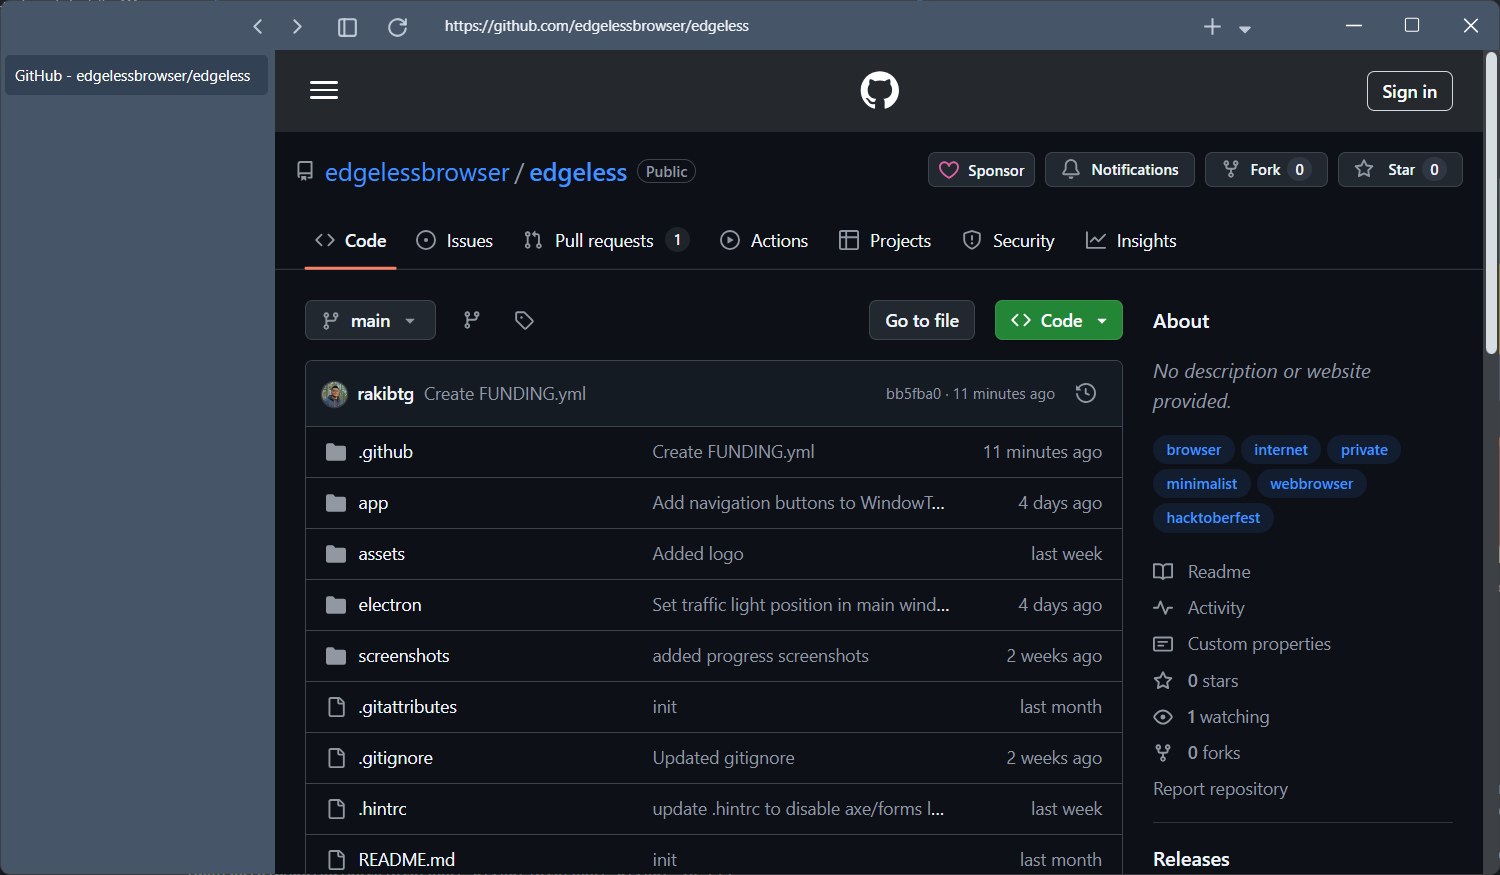 https://github.com/edgelessbrowser/edgeless
GitHub - edgelessbrowser/edgeless
Sign in
edgelessbrowser / edgeless Public
Sponsor Notifications Fork 0 Star 0
Code Issues Pull requests 1 Actions Projects Security Insights
main Go to file Code
rakibtg Create FUNDING.yml bb5fba0 · 11 minutes ago
.github Create FUNDING.yml 11 minutes ago
app Add navigation buttons to WindowT... 4 days ago
assets Added logo last week
electron Set traffic light position in main wind... 4 days ago
screenshots added progress screenshots 2 weeks ago
.gitattributes init last month
.gitignore Updated gitignore 2 weeks ago
.hintrc update .hintrc to disable axe/forms l... last week
README.md init last month
About
No description or website
provided.
browser internet private
minimalist webbrowser
hacktoberfest
Readme
Activity
Custom properties
0 stars
1 watching
0 forks
Report repository
Releases